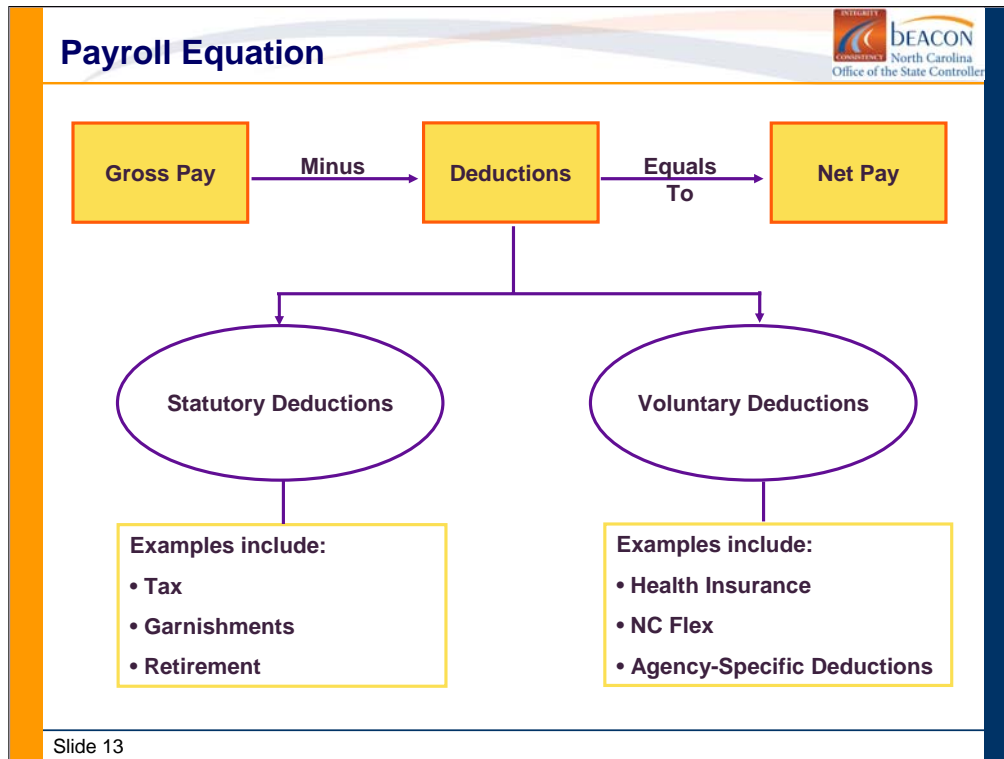 Payroll Equation
INTEGRITY
CONSISTENCY
bEACON
North Carolina
Office of the State Controller
Gross Pay
Minus
Deductions
Equals
To
Net Pay
Statutory Deductions
Voluntary Deductions
Examples include:
• Tax
• Garnishments
• Retirement
Examples include:
• Health Insurance
• NC Flex
• Agency-Specific Deductions
Slide 13